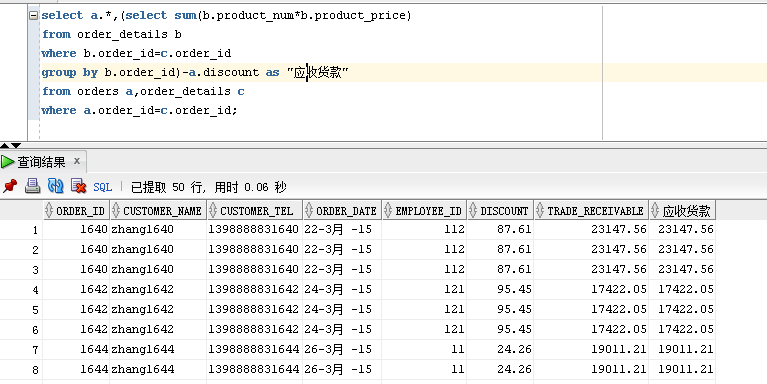 select a.*,(select sum(b.product_num*b.product_price)
from order_details b
where b.order_id=c.order_id
group by b.order_id)-a.discount as "应收货款"
from orders a,order_details c
where a.order_id=c.order_id;
查询结果 x
SQL | 已提取 50 行, 用时 0.06 秒
ORDER_ID CUSTOMER_NAME CUSTOMER_TEL ORDER_DATE EMPLOYEE_ID DISCOUNT TRADE_RECEIVABLE 应收货款
1 1640 zhang1640 1398888831640 22-3月 -15 112 87.61 23147.56 23147.56
2 1640 zhang1640 1398888831640 22-3月 -15 112 87.61 23147.56 23147.56
3 1640 zhang1640 1398888831640 22-3月 -15 112 87.61 23147.56 23147.56
4 1642 zhang1642 1398888831642 24-3月 -15 121 95.45 17422.05 17422.05
5 1642 zhang1642 1398888831642 24-3月 -15 121 95.45 17422.05 17422.05
6 1642 zhang1642 1398888831642 24-3月 -15 121 95.45 17422.05 17422.05
7 1644 zhang1644 1398888831644 26-3月 -15 11 24.26 19011.21 19011.21
8 1644 zhang1644 1398888831644 26-3月 -15 11 24.26 19011.21 19011.21